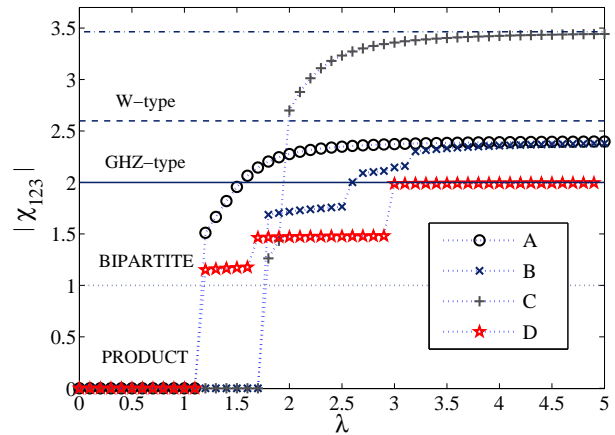 3.5
3
2.5
2
1.5
1
0.5
0
| χ123 |
W-type
GHZ-type
BIPARTITE
PRODUCT
A
B
C
D
0 0.5 1 1.5 2 2.5 3 3.5 4 4.5 5
λ